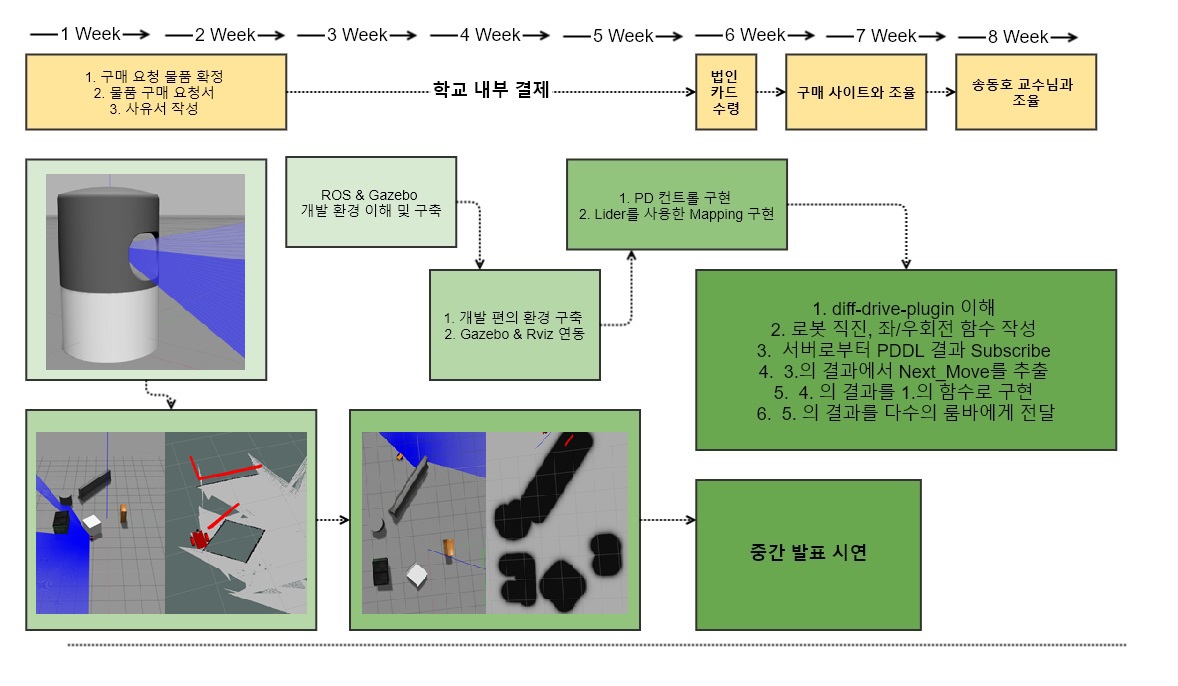 1 Week
2 Week
3 Week
4 Week
5 Week
6 Week
7 Week
8 Week
1. 구매 요청 물품 확정
2. 물품 구매 요청서
3. 사유서 작성
학교 내부 결제
법인
카드
수령
구매 사이트와 조율
송동호 교수님과
조율
ROS & Gazebo
개발 환경 이해 및 구축
1. 개발 편의 환경 구축
2. Gazebo & Rviz 연동
1. PD 컨트롤 구현
2. Lider를 사용한 Mapping 구현
1. diff-drive-plugin 이해
2. 로봇 직진, 좌/우회전 함수 작성
3. 서버로부터 PDDL 결과 Subscribe
4. 3.의 결과에서 Next_Move를 추출
5. 4. 의 결과를 1.의 함수로 구현
6. 5. 의 결과를 다수의 룸바에게 전달
중간 발표 시연